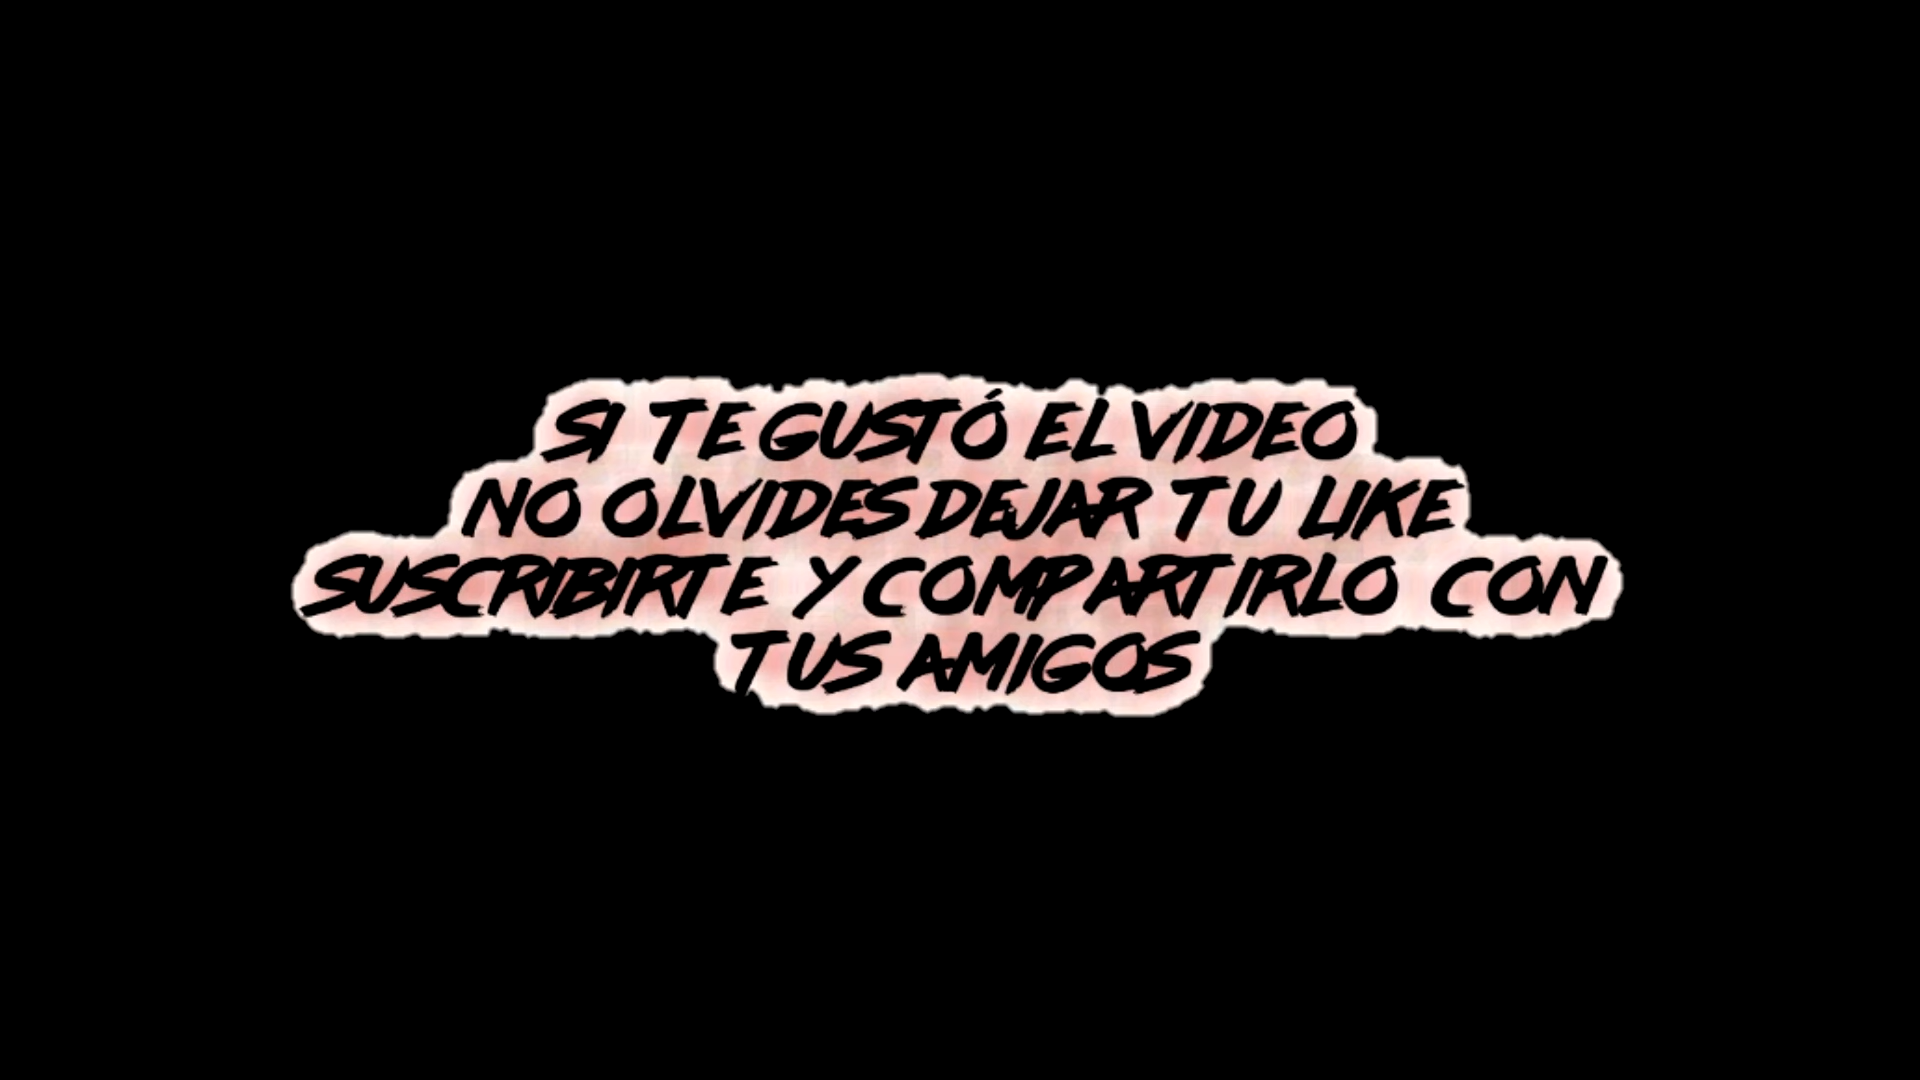 SI TE GUSTÓ EL VIDEO
NO OLVIDES DEJAR TU LIKE
SUSCRIBIRTE Y COMPARTIRLO CON
TUS AMIGOS